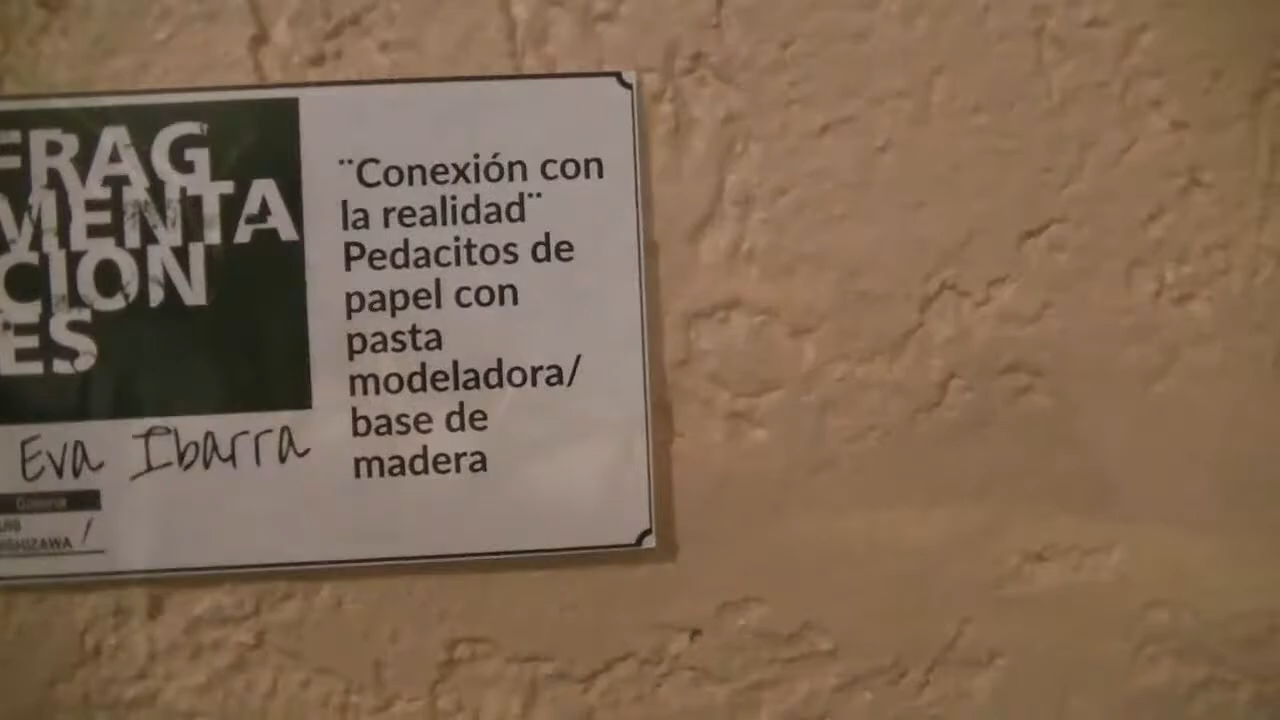 FRAG
MENTA
CION
ES
Eva Ibarra
¨Conexión con
la realidad¨
Pedacitos de
papel con
pasta
modeladora/
base de
madera